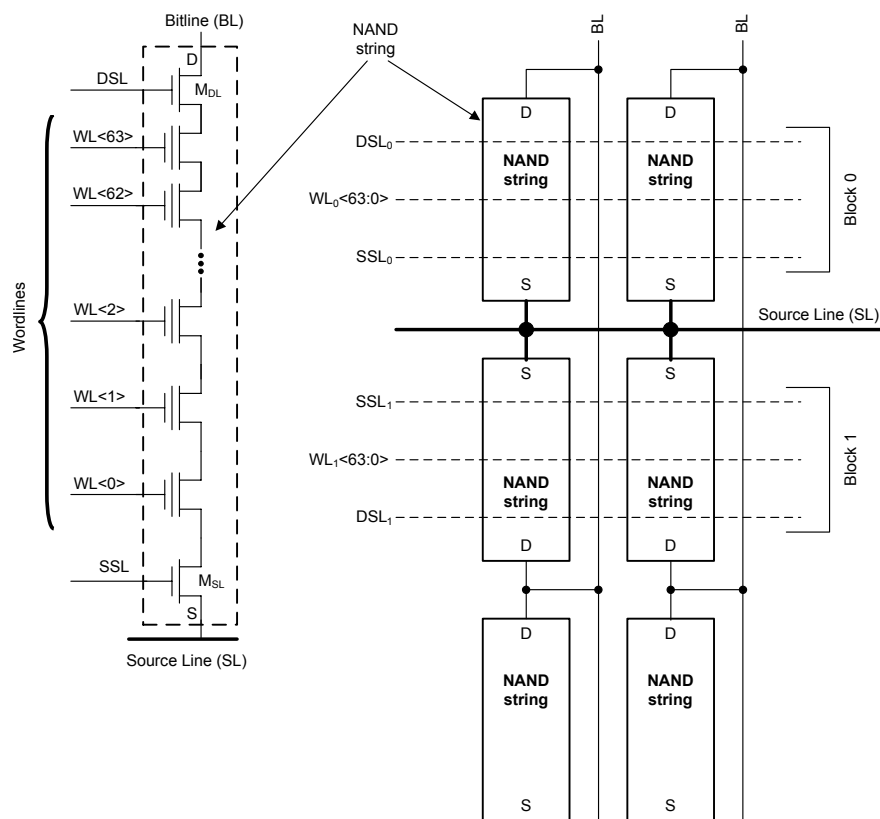 Bitline (BL)
D
DSL
M_DL
WL<63>
WL<62>
Wordlines
WL<2>
WL<1>
WL<0>
SSL
M_SL
S
Source Line (SL)
NAND
string
BL
BL
D
D
DSL₀
NAND
string
NAND
string
WL₀<63:0>
SSL₀
S
S
Block 0
Source Line (SL)
S
S
SSL₁
WL₁<63:0>
NAND
string
NAND
string
DSL₁
D
D
Block 1
D
D
NAND
string
NAND
string
S
S